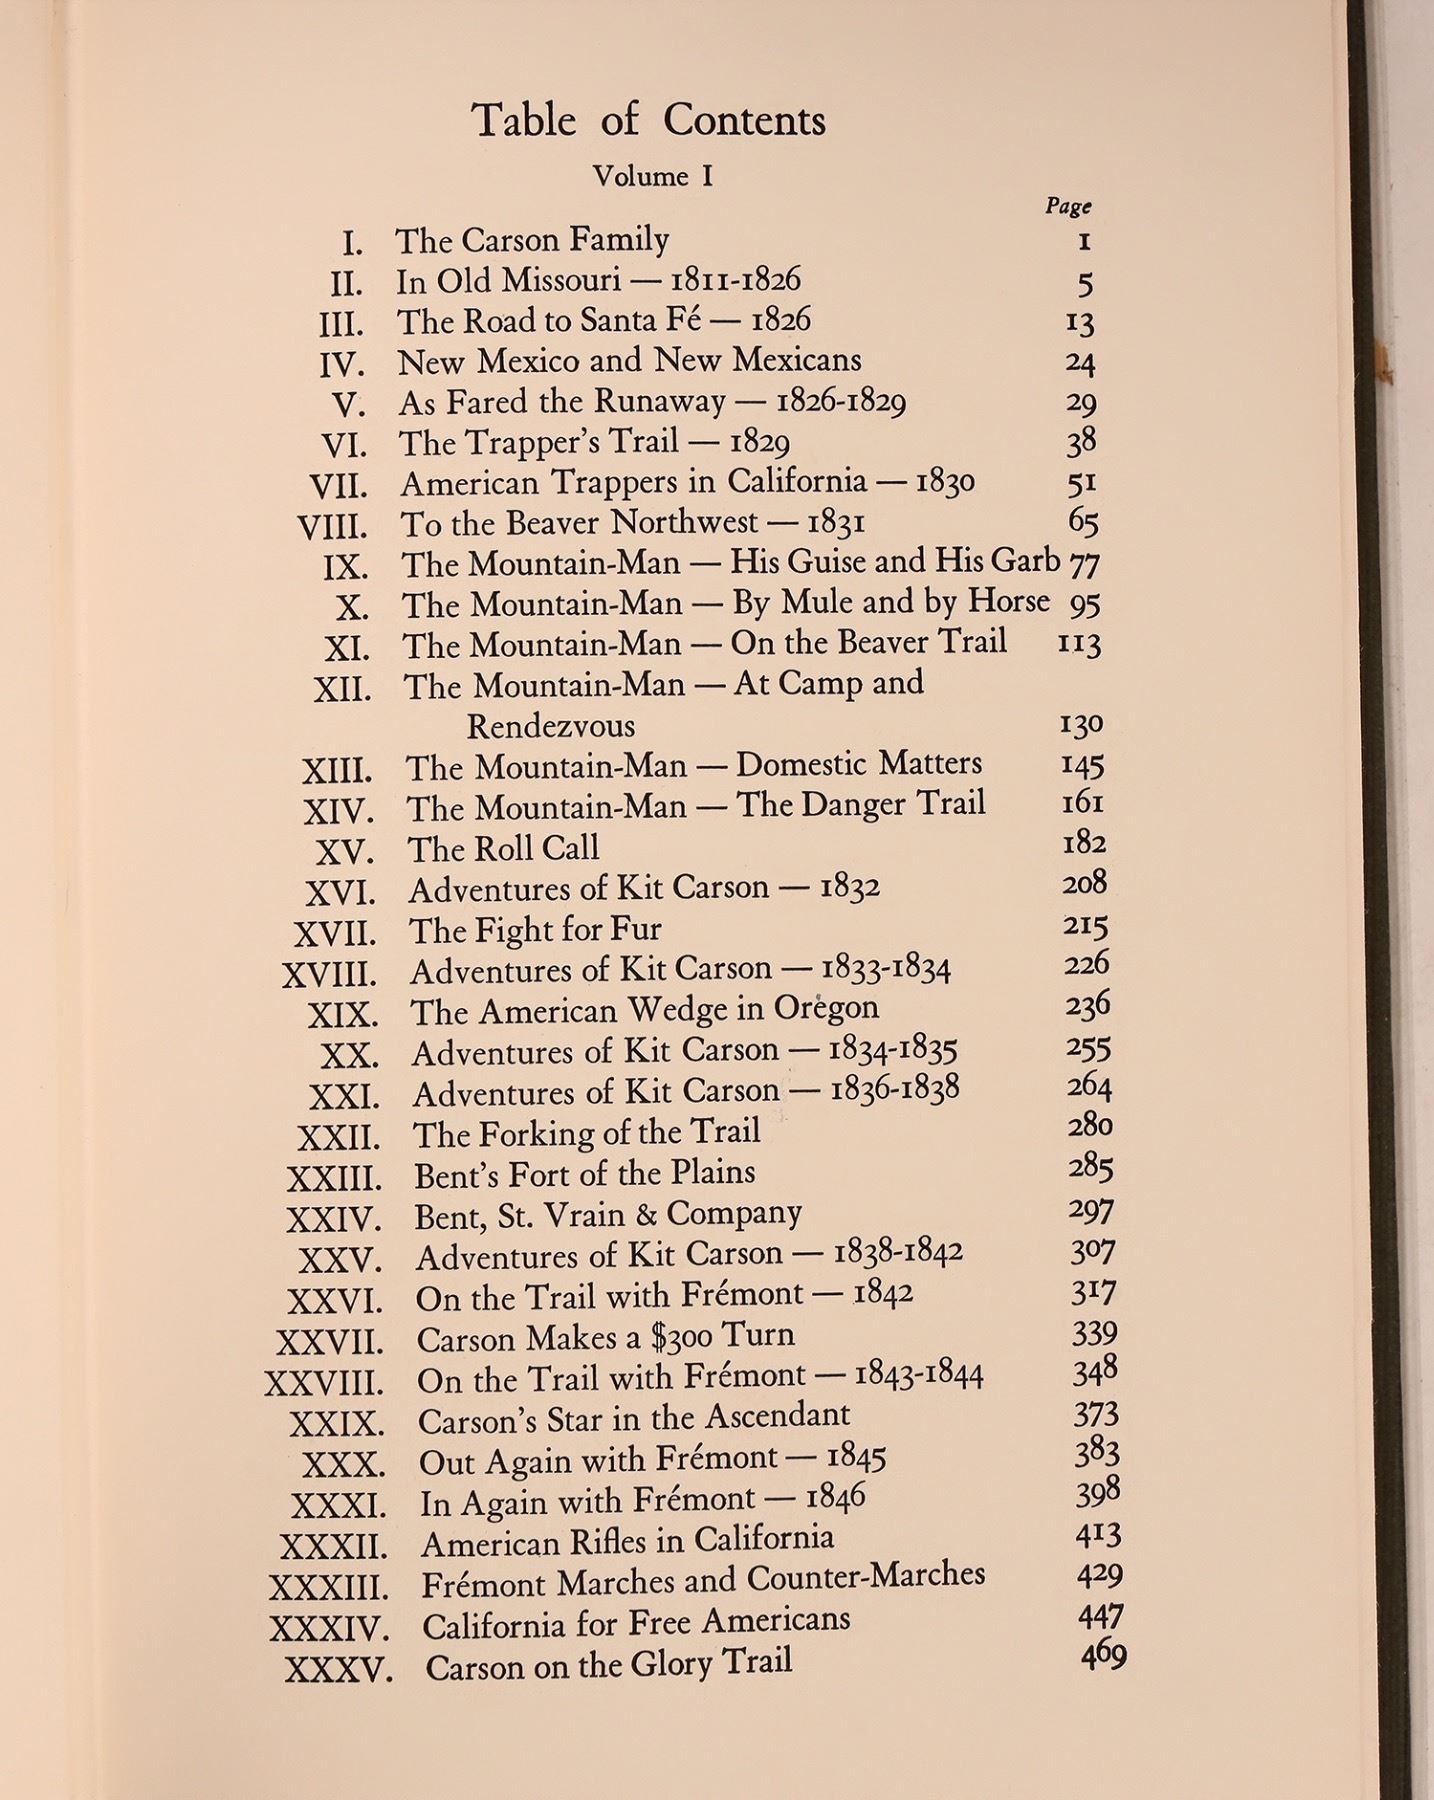 Table of Contents
Volume I
Page
I. The Carson Family 1
II. In Old Missouri — 1811-1826 5
III. The Road to Santa Fé — 1826 13
IV. New Mexico and New Mexicans 24
V. As Fared the Runaway — 1826-1829 29
VI. The Trapper's Trail — 1829 38
VII. American Trappers in California — 1830 51
VIII. To the Beaver Northwest — 1831 65
IX. The Mountain-Man — His Guise and His Garb 77
X. The Mountain-Man — By Mule and by Horse 95
XI. The Mountain-Man — On the Beaver Trail 113
XII. The Mountain-Man — At Camp and
Rendezvous 130
XIII. The Mountain-Man — Domestic Matters 145
XIV. The Mountain-Man — The Danger Trail 161
XV. The Roll Call 182
XVI. Adventures of Kit Carson — 1832 208
XVII. The Fight for Fur 215
XVIII. Adventures of Kit Carson — 1833-1834 226
XIX. The American Wedge in Oregon 236
XX. Adventures of Kit Carson — 1834-1835 255
XXI. Adventures of Kit Carson — 1836-1838 264
XXII. The Forking of the Trail 280
XXIII. Bent's Fort of the Plains 285
XXIV. Bent, St. Vrain & Company 297
XXV. Adventures of Kit Carson — 1838-1842 307
XXVI. On the Trail with Frémont — 1842 317
XXVII. Carson Makes a $300 Turn 339
XXVIII. On the Trail with Frémont — 1843-1844 348
XXIX. Carson's Star in the Ascendant 373
XXX. Out Again with Frémont — 1845 383
XXXI. In Again with Frémont — 1846 398
XXXII. American Rifles in California 413
XXXIII. Frémont Marches and Counter-Marches 429
XXXIV. California for Free Americans 447
XXXV. Carson on the Glory Trail 469